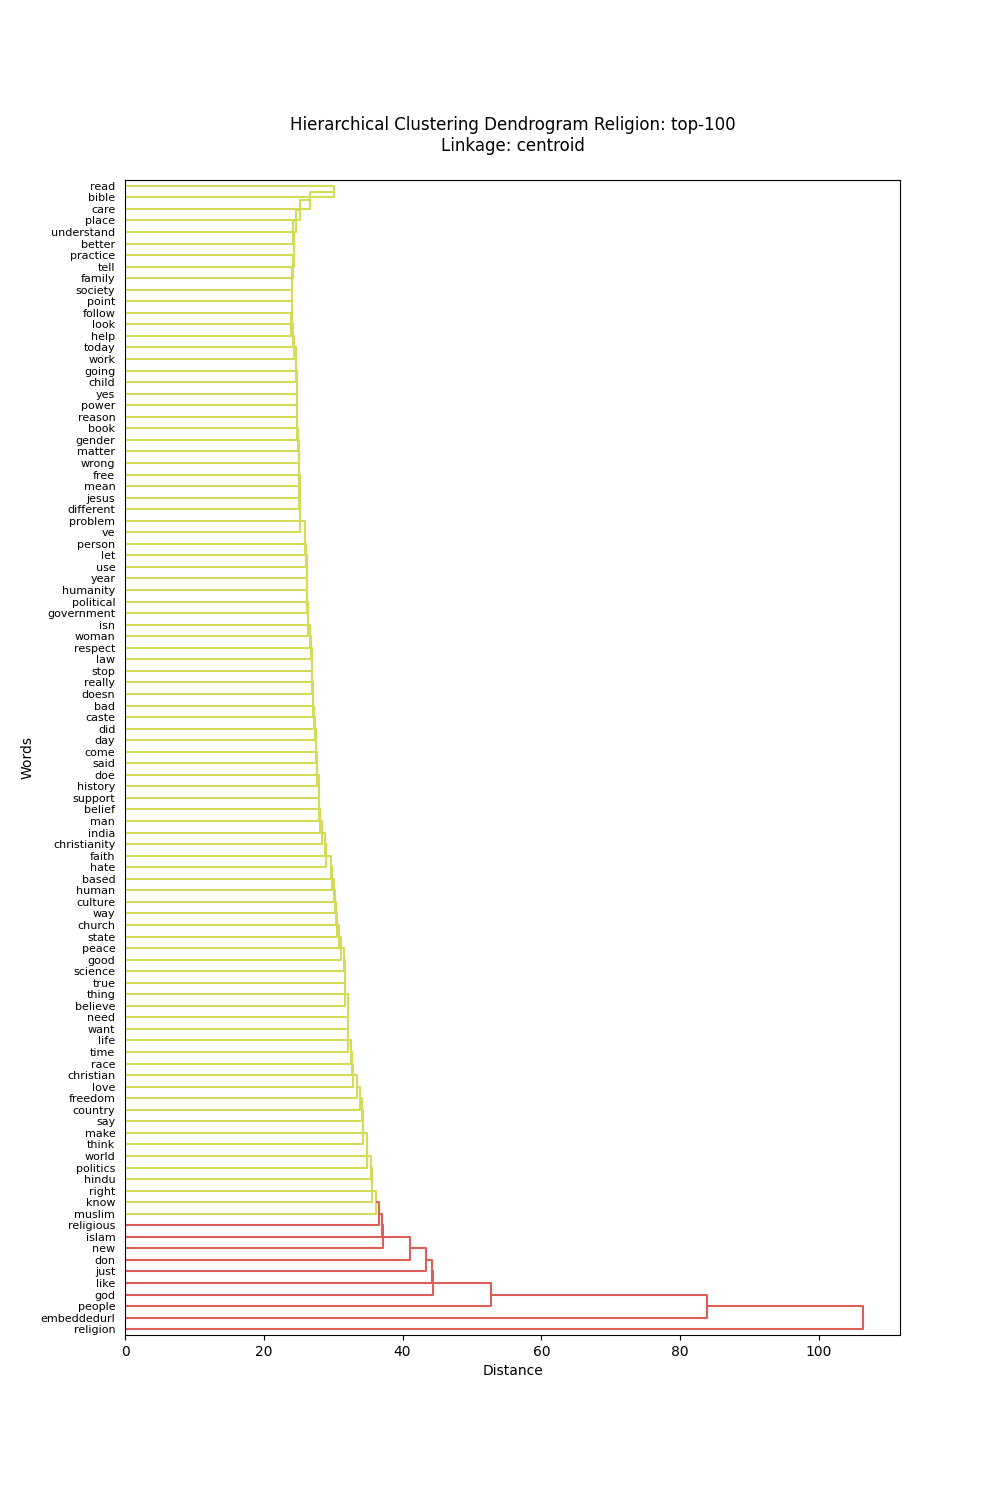 Hierarchical Clustering Dendrogram Religion: top-100
Linkage: centroid
read
bible
care
place
understand
better
practice
tell
family
society
point
follow
look
help
today
work
going
child
yes
power
reason
book
gender
matter
wrong
free
mean
jesus
different
problem
ve
person
let
use
year
humanity
political
government
isn
woman
respect
law
stop
really
doesn
bad
caste
did
day
come
said
doe
history
support
belief
man
india
christianity
faith
hate
based
human
culture
way
church
state
peace
good
science
true
thing
believe
need
want
life
time
race
christian
love
freedom
country
say
make
think
world
politics
hindu
right
know
muslim
religious
islam
new
don
just
like
god
people
embeddedurl
religion
Words
0 20 40 60 80 100
Distance